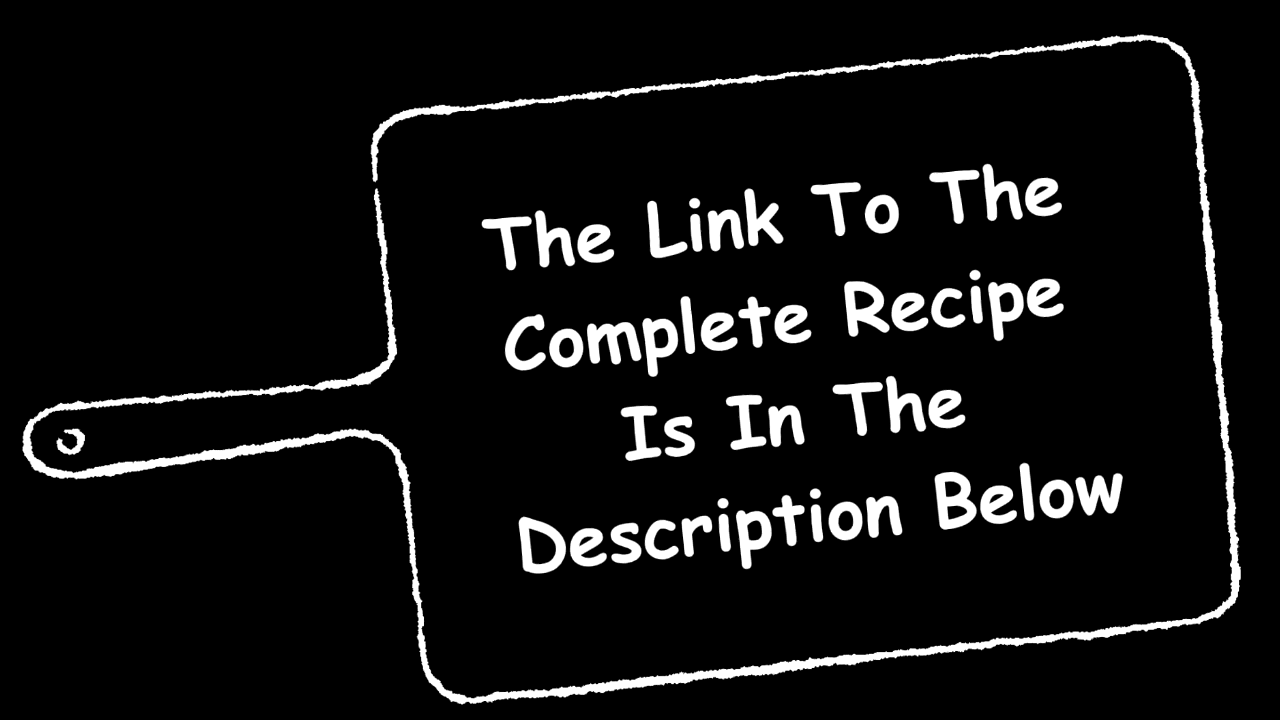 The Link To The
Complete Recipe
Is In The
Description Below